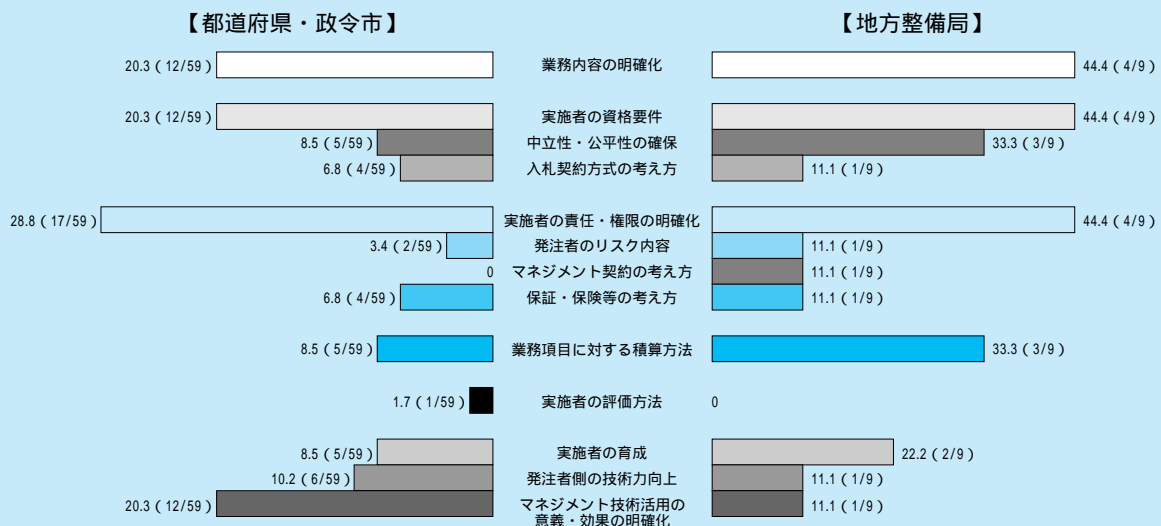 【都道府県・政令市】 【地方整備局】
20.3（12/59） 業務内容の明確化 44.4（4/9）
20.3（12/59） 実施者の資格要件 44.4（4/9）
8.5（5/59） 中立性・公平性の確保 33.3（3/9）
6.8（4/59） 入札契約方式の考え方 11.1（1/9）
28.8（17/59） 実施者の責任・権限の明確化 44.4（4/9）
3.4（2/59） 発注者のリスク内容 11.1（1/9）
0 マネジメント契約の考え方 11.1（1/9）
6.8（4/59） 保証・保険等の考え方 11.1（1/9）
8.5（5/59） 業務項目に対する積算方法 33.3（3/9）
1.7（1/59） 実施者の評価方法 0
8.5（5/59） 実施者の育成 22.2（2/9）
10.2（6/59） 発注者側の技術力向上 11.1（1/9）
20.3（12/59） マネジメント技術活用の 11.1（1/9）
意義・効果の明確化